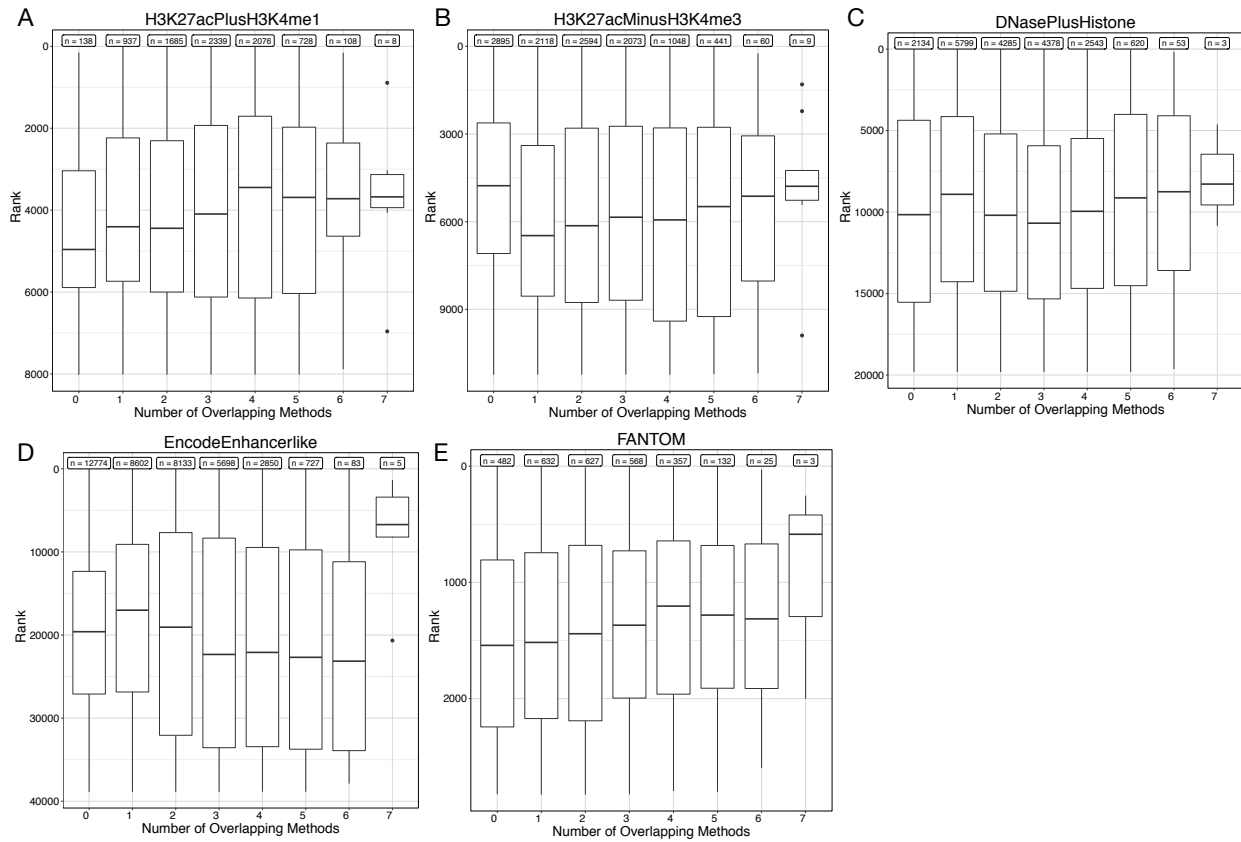 A
H3K27acPlusH3K4me1
n = 138 n = 937 n = 1685 n = 2339 n = 2076 n = 728 n = 108 n = 8
0
2000
4000
6000
8000
Rank
0 1 2 3 4 5 6 7
Number of Overlapping Methods
B
H3K27acMinusH3K4me3
n = 2895 n = 2118 n = 2594 n = 2073 n = 1048 n = 441 n = 60 n = 9
0
3000
6000
9000
Rank
0 1 2 3 4 5 6 7
Number of Overlapping Methods
C
DNasePlusHistone
n = 2134 n = 5799 n = 4285 n = 4378 n = 2543 n = 620 n = 53 n = 3
0
5000
10000
15000
20000
Rank
0 1 2 3 4 5 6 7
Number of Overlapping Methods
D
EncodeEnhancerlike
n = 12774 n = 8602 n = 8133 n = 5698 n = 2850 n = 727 n = 83 n = 5
0
10000
20000
30000
40000
Rank
0 1 2 3 4 5 6 7
Number of Overlapping Methods
E
FANTOM
n = 482 n = 632 n = 627 n = 568 n = 357 n = 132 n = 25 n = 3
0
1000
2000
Rank
0 1 2 3 4 5 6 7
Number of Overlapping Methods